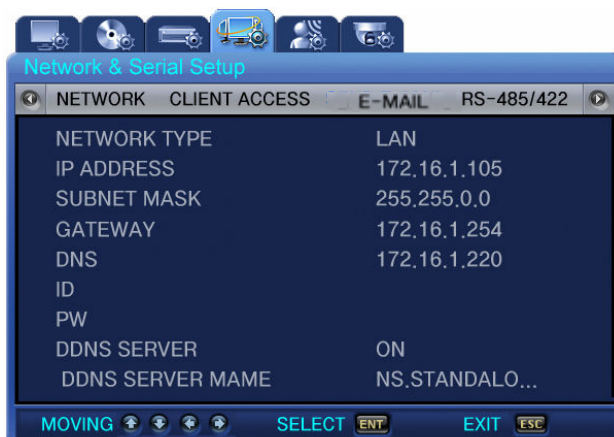 Network & Serial Setup
NETWORK CLIENT ACCESS E-MAIL RS-485/422
NETWORK TYPE LAN
IP ADDRESS 172.16.1.105
SUBNET MASK 255.255.0.0
GATEWAY 172.16.1.254
DNS 172.16.1.220
ID
PW
DDNS SERVER ON
DDNS SERVER MAME NS.STANDALO...
MOVING SELECT ENT EXIT ESC